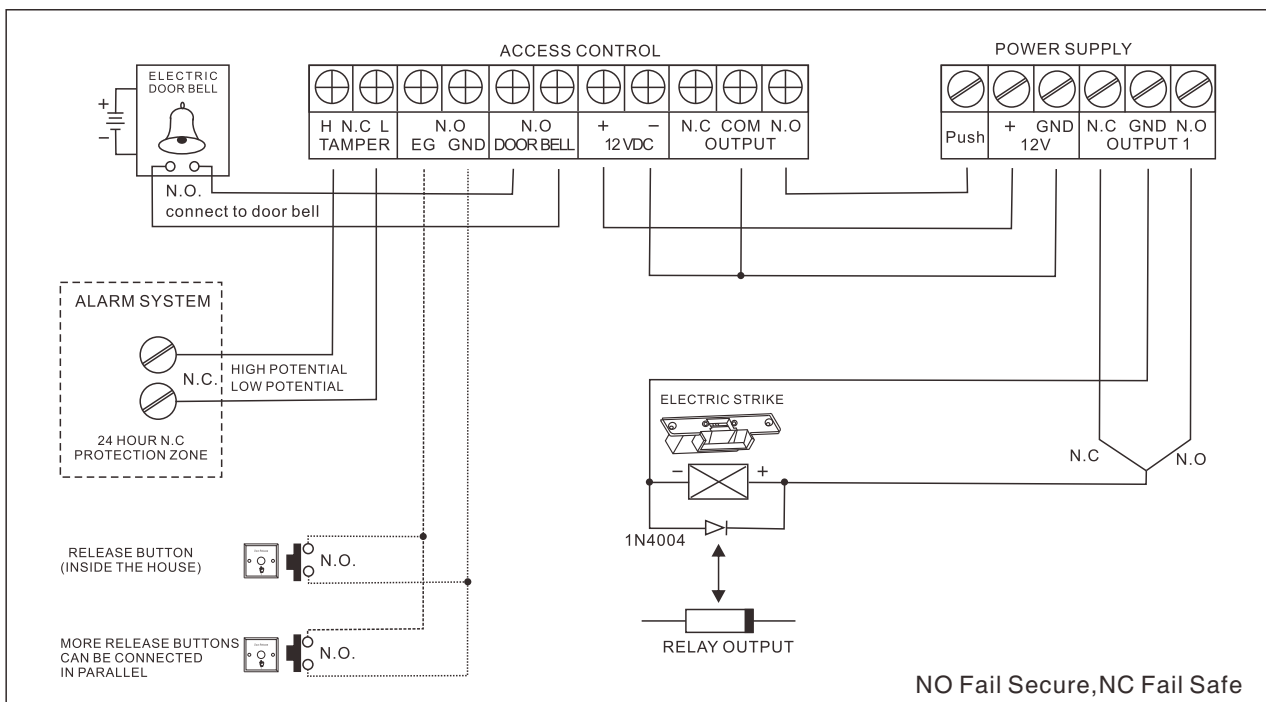 ACCESS CONTROL
POWER SUPPLY
ELECTRIC
DOOR BELL
+
−
N.O.
connect to door bell
H N.C L
TAMPER
N.O
EG GND
N.O
DOOR BELL
+ −
12 VDC
N.C COM N.O
OUTPUT
Push
+ GND
12V
N.C GND N.O
OUTPUT 1
ALARM SYSTEM
N.C.
HIGH POTENTIAL
LOW POTENTIAL
24 HOUR N.C
PROTECTION ZONE
ELECTRIC STRIKE
− +
1N4004
N.C
N.O
RELAY OUTPUT
RELEASE BUTTON
(INSIDE THE HOUSE)
N.O.
MORE RELEASE BUTTONS
CAN BE CONNECTED
IN PARALLEL
N.O.
NO Fail Secure,NC Fail Safe